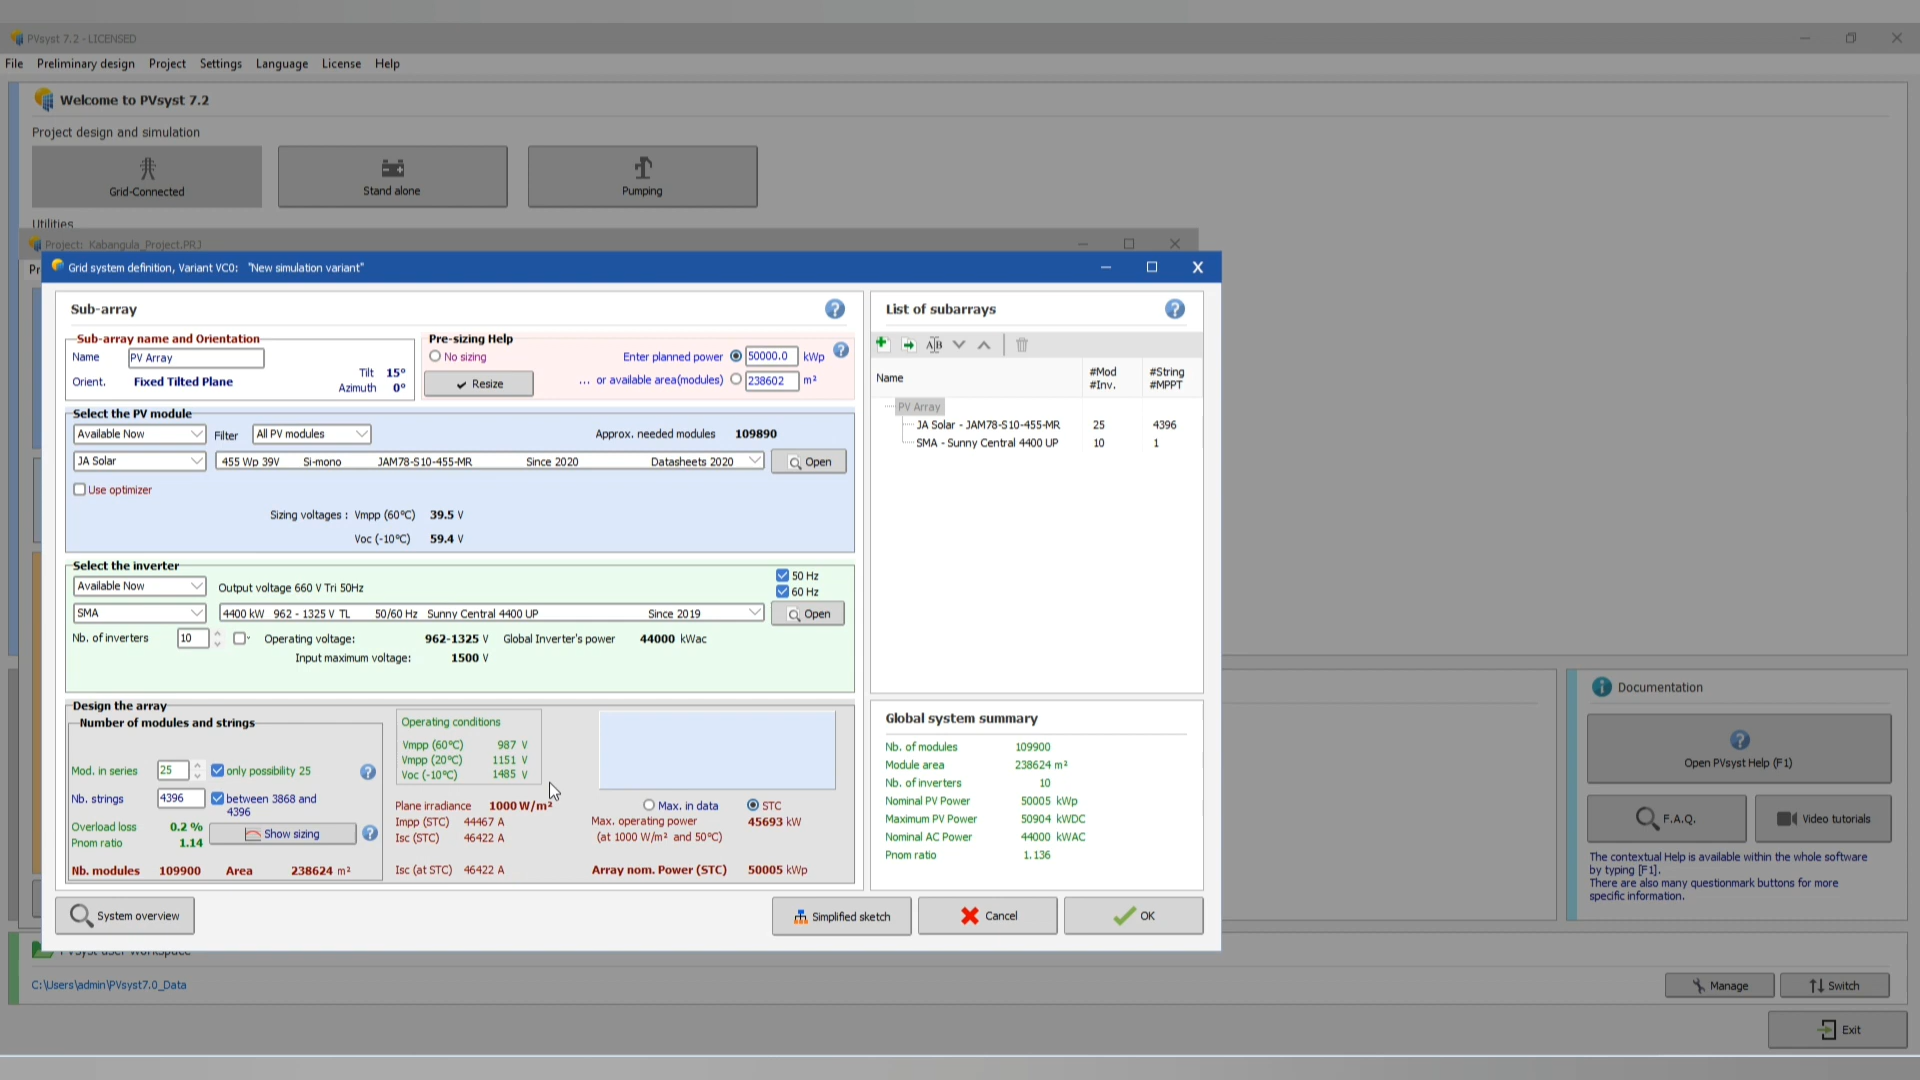 PVsyst 7.2 - LICENSED
File Preliminary design Project Settings Language License Help
Welcome to PVsyst 7.2
Project design and simulation
Grid-Connected
Stand alone
Pumping
Utilities
Project: Kabangula_Project.PRJ
Pr
Grid system definition, Variant VC0: "New simulation variant"
Sub-array
Sub-array name and Orientation
Name PV Array
Orient. Fixed Tilted Plane
Tilt 15°
Azimuth 0°
Pre-sizing Help
No sizing
Enter planned power 50000.0 kWp
Resize
... or available area(modules) 238602 m²
Select the PV module
Available Now Filter All PV modules Approx. needed modules 109890
JA Solar 455 Wp 39V Si-mono JAM78-S10-455-MR Since 2020 Datasheets 2020 Open
Use optimizer
Sizing voltages : Vmpp (60°C) 39.5 V
Voc (-10°C) 59.4 V
Select the inverter
Available Now Output voltage 660 V Tri 50Hz
50 Hz
60 Hz
SMA 4400 kW 962 - 1325 V TL 50/60 Hz Sunny Central 4400 UP Since 2019 Open
Nb. of inverters 10 Operating voltage: 962-1325 V Global Inverter's power 44000 kWac
Input maximum voltage: 1500 V
Design the array
Number of modules and strings
Mod. in series 25 only possibility 25
Nb. strings 4396 between 3868 and
4396
Overload loss 0.2 %
Pnom ratio 1.14
Show sizing
Nb. modules 109900 Area 238624 m²
Operating conditions
Vmpp (60°C) 987 V
Vmpp (20°C) 1151 V
Voc (-10°C) 1485 V
Plane irradiance 1000 W/m²
Impp (STC) 44467 A
Isc (STC) 46422 A
Isc (at STC) 46422 A
Max. in data STC
Max. operating power 45693 kW
(at 1000 W/m² and 50°C)
Array nom. Power (STC) 50005 kWp
List of subarrays
Name #Mod #String
#Inv. #MPPT
PV Array
JA Solar - JAM78-S10-455-MR 25 4396
SMA - Sunny Central 4400 UP 10 1
Global system summary
Nb. of modules 109900
Module area 238624 m²
Nb. of inverters 10
Nominal PV Power 50005 kWp
Maximum PV Power 50904 kWDC
Nominal AC Power 44000 kWAC
Pnom ratio 1.136
System overview
Simplified sketch
Cancel
OK
Documentation
Open PVsyst Help (F1)
F.A.Q.
Video tutorials
The contextual Help is available within the whole software
by typing [F1].
There are also many questionmark buttons for more
specific information.
PVsyst user workspace
C:\Users\admin\PVsyst7.0_Data
Manage
Switch
Exit